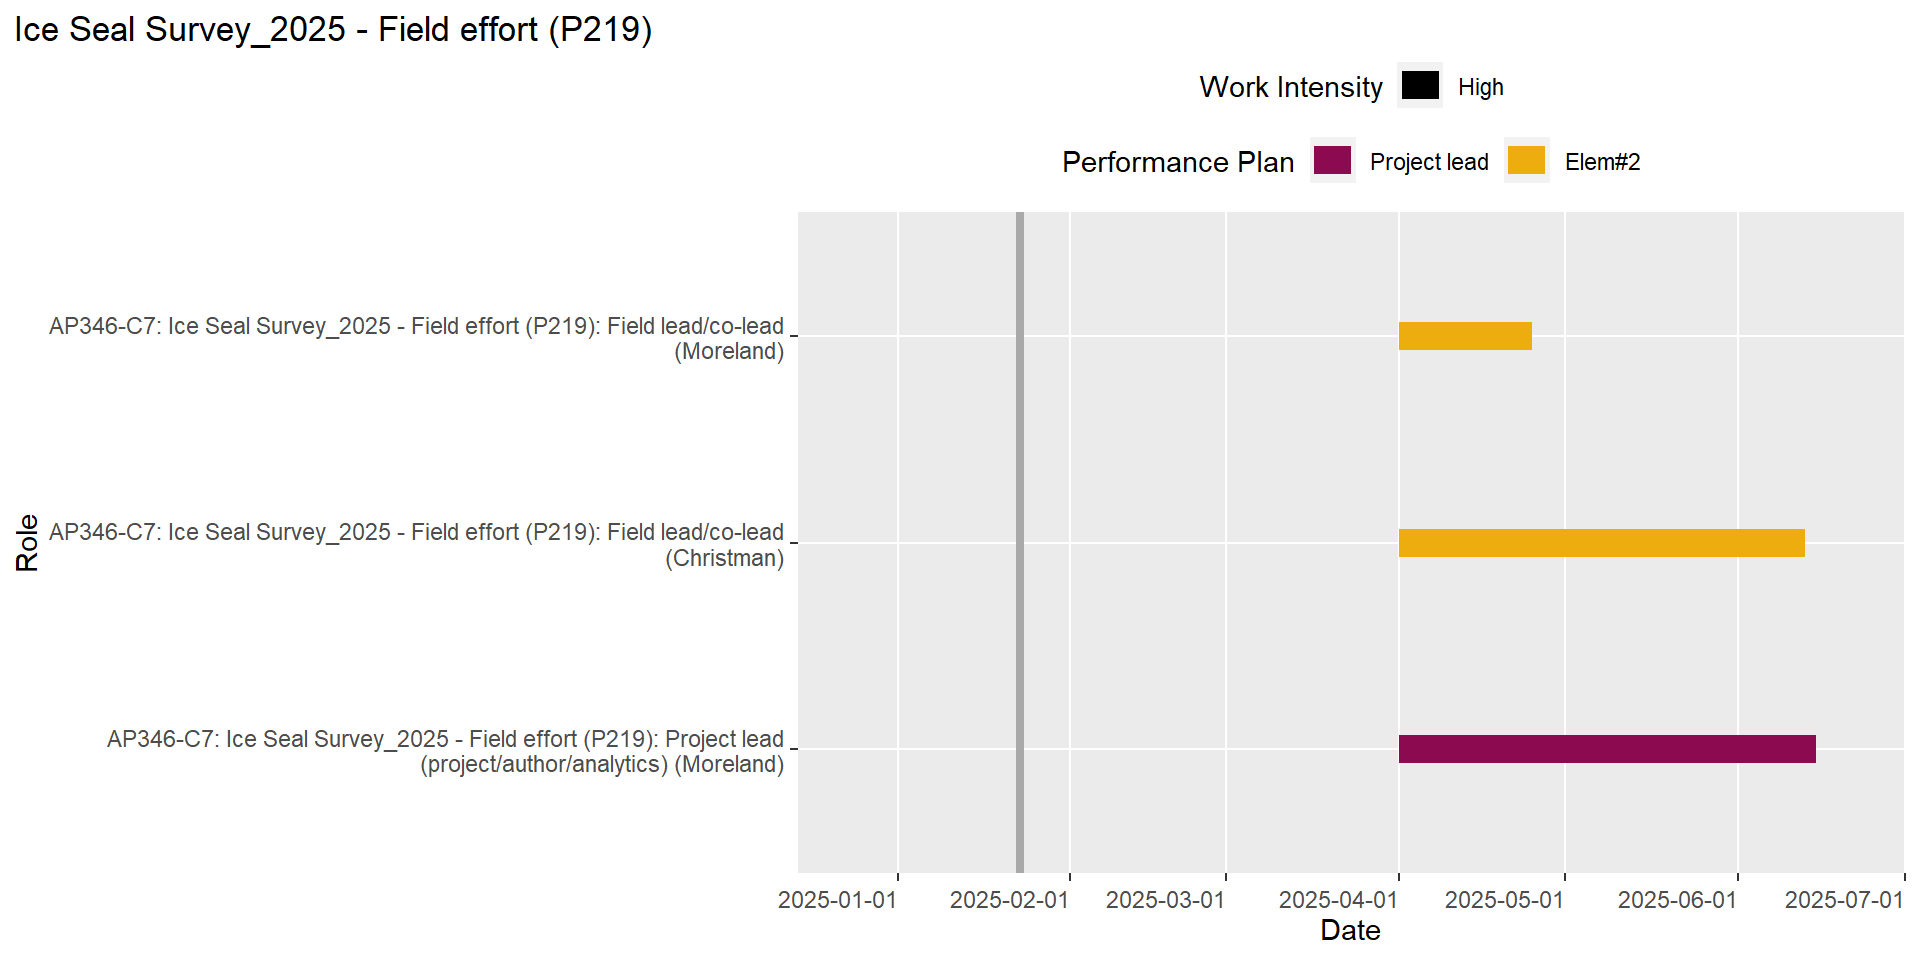 Ice Seal Survey_2025 - Field effort (P219)
Work Intensity High
Performance Plan Project lead Elem#2
AP346-C7: Ice Seal Survey_2025 - Field effort (P219): Field lead/co-lead
(Moreland)
Role
AP346-C7: Ice Seal Survey_2025 - Field effort (P219): Field lead/co-lead
(Christman)
AP346-C7: Ice Seal Survey_2025 - Field effort (P219): Project lead
(project/author/analytics) (Moreland)
2025-01-01 2025-02-01 2025-03-01 2025-04-01 2025-05-01 2025-06-01 2025-07-01
Date